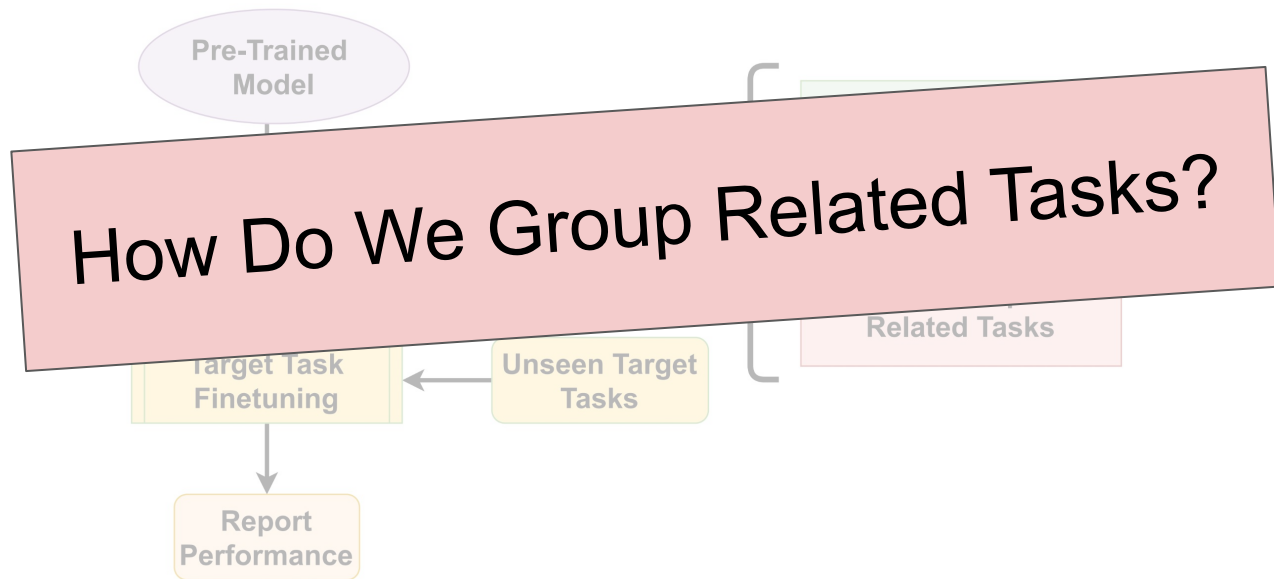 Pre-Trained
Model
How Do We Group Related Tasks?
Related Tasks
Target Task
Finetuning
Unseen Target
Tasks
Report
Performance